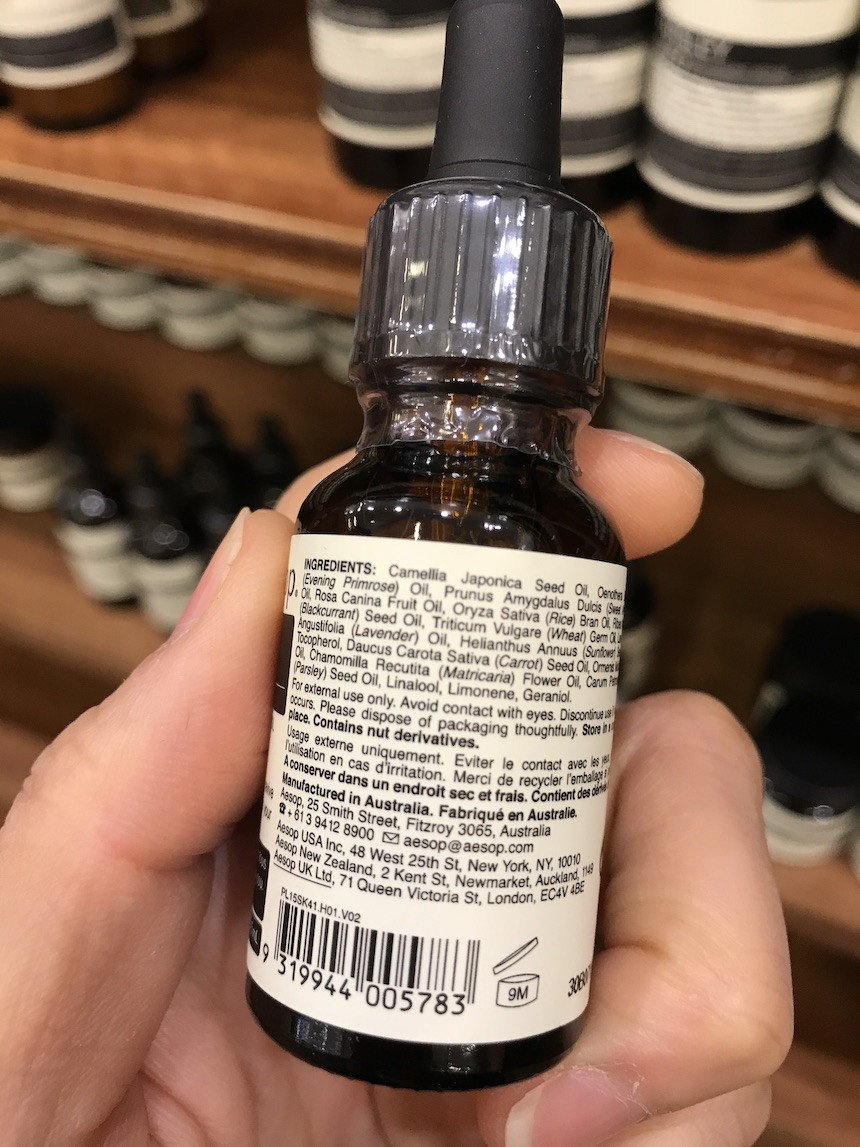 INGREDIENTS: Camellia Japonica Seed Oil, Oenothera
(Evening Primrose) Oil, Prunus Amygdalus Dulcis (Sweet
Oil, Rosa Canina Fruit Oil, Oryza Sativa (Rice) Bran Oil,
(Blackcurrant) Seed Oil, Triticum Vulgare (Wheat) Germ Oil,
Angustifolia (Lavender) Oil, Helianthus Annuus (Sunflower
Tocopherol, Daucus Carota Sativa (Carrot) Seed Oil, Ormenis
Oil, Chamomilla Recutita (Matricaria) Flower Oil, Carum
(Parsley) Seed Oil, Linalool, Limonene, Geraniol.
For external use only. Avoid contact with eyes. Discontinue use
occurs. Please dispose of packaging thoughtfully. Store in a
place. Contains nut derivatives.
Usage externe uniquement. Eviter le contact avec les yeux.
l'utilisation en cas d'irritation. Merci de recycler l'emballage
A conserver dans un endroit sec et frais. Contient des
Manufactured in Australia. Fabriqué en Australie.
Aesop, 25 Smith Street, Fitzroy 3065, Australia
☎ + 61 3 9412 8900 ✉ aesop@aesop.com
Aesop USA Inc, 48 West 25th St, New York, NY, 10010
Aesop New Zealand, 2 Kent St, Newmarket, Auckland, 1149
Aesop UK Ltd, 71 Queen Victoria St, London, EC4V 4BE
PL15SK41.H01.V02
9 319944 005783
9M